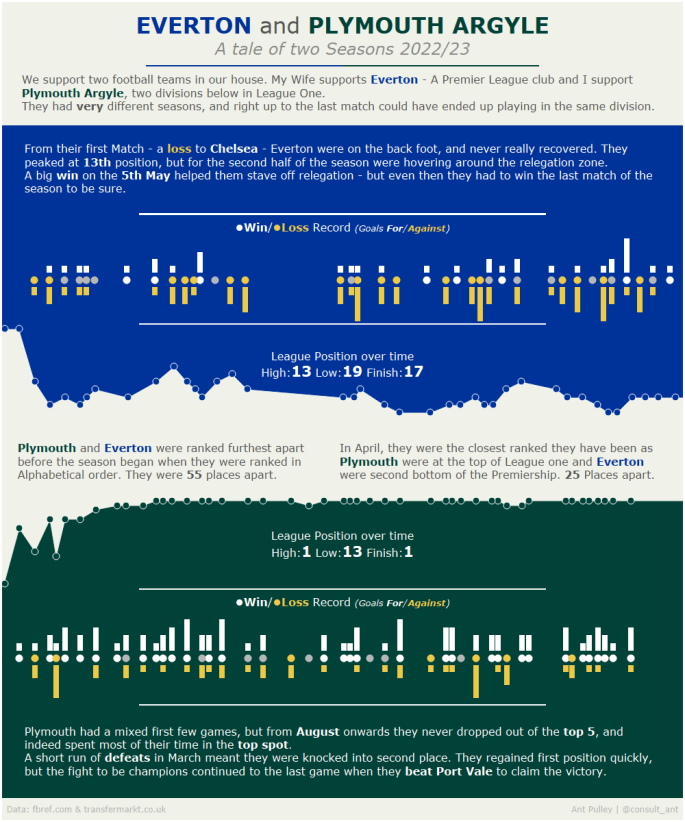 EVERTON and PLYMOUTH ARGYLE
A tale of two Seasons 2022/23
We support two football teams in our house. My Wife supports Everton - A Premier League club and I support
Plymouth Argyle, two divisions below in League One.
They had very different seasons, and right up to the last match could have ended up playing in the same division.
From their first Match - a loss to Chelsea - Everton were on the back foot, and never really recovered. They
peaked at 13th position, but for the second half of the season were hovering around the relegation zone.
A big win on the 5th May helped them stave off relegation - but even then they had to win the last match of the
season to be sure.
Win/Loss Record (Goals For/Against)
League Position over time
High:13 Low:19 Finish:17
Plymouth and Everton were ranked furthest apart
before the season began when they were ranked in
Alphabetical order. They were 55 places apart.
In April, they were the closest ranked they have been as
Plymouth were at the top of League one and Everton
were second bottom of the Premiership. 25 Places apart.
League Position over time
High:1 Low:13 Finish:1
Win/Loss Record (Goals For/Against)
Plymouth had a mixed first few games, but from August onwards they never dropped out of the top 5, and
indeed spent most of their time in the top spot.
A short run of defeats in March meant they were knocked into second place. They regained first position quickly,
but the fight to be champions continued to the last game when they beat Port Vale to claim the victory.
Data: fbref.com & transfermarkt.co.uk
Ant Pulley | @consult_ant